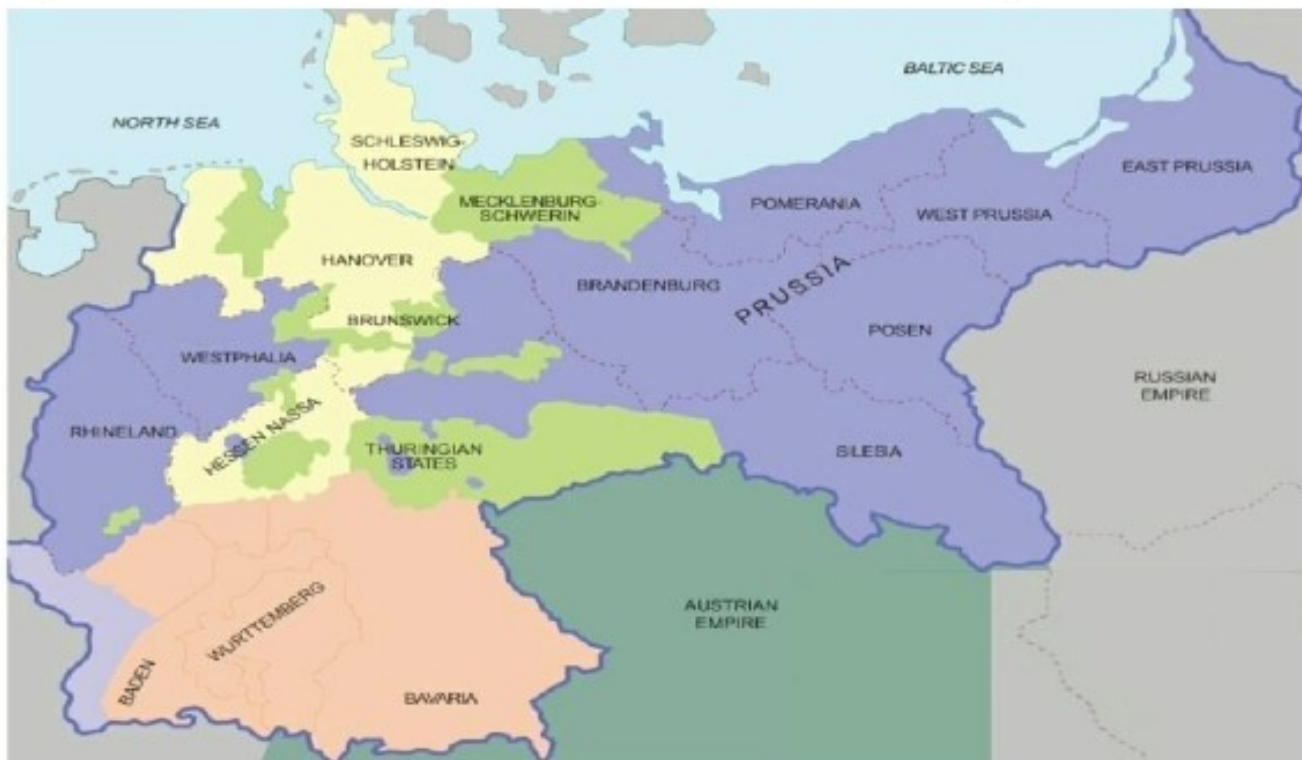 BALTIC SEA
NORTH SEA
SCHLESWIG-
HOLSTEIN
EAST PRUSSIA
MECKLENBURG-
SCHWERIN
POMERANIA
WEST PRUSSIA
HANOVER
BRANDENBURG
PRUSSIA
BRUNSWICK
POSEN
WESTPHALIA
RUSSIAN
EMPIRE
RHINELAND
HESSEN NASSA
THURINGIAN
STATES
SILESIA
AUSTRIAN
EMPIRE
WURTTEMBERG
BADEN
BAVARIA